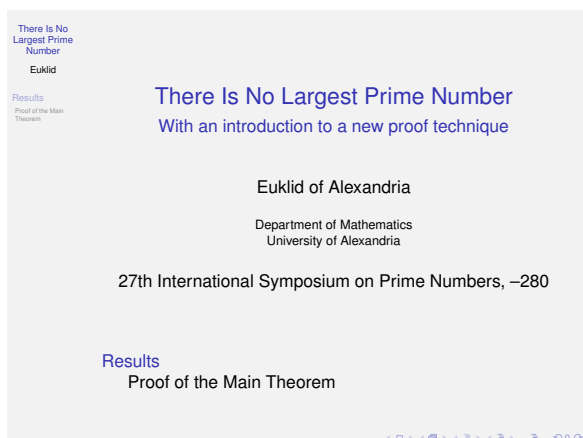 There Is No
Largest Prime
Number
Euklid
Results
Proof of the Main
Theorem
There Is No Largest Prime Number
With an introduction to a new proof technique
Euklid of Alexandria
Department of Mathematics
University of Alexandria
27th International Symposium on Prime Numbers, –280
Results
Proof of the Main Theorem